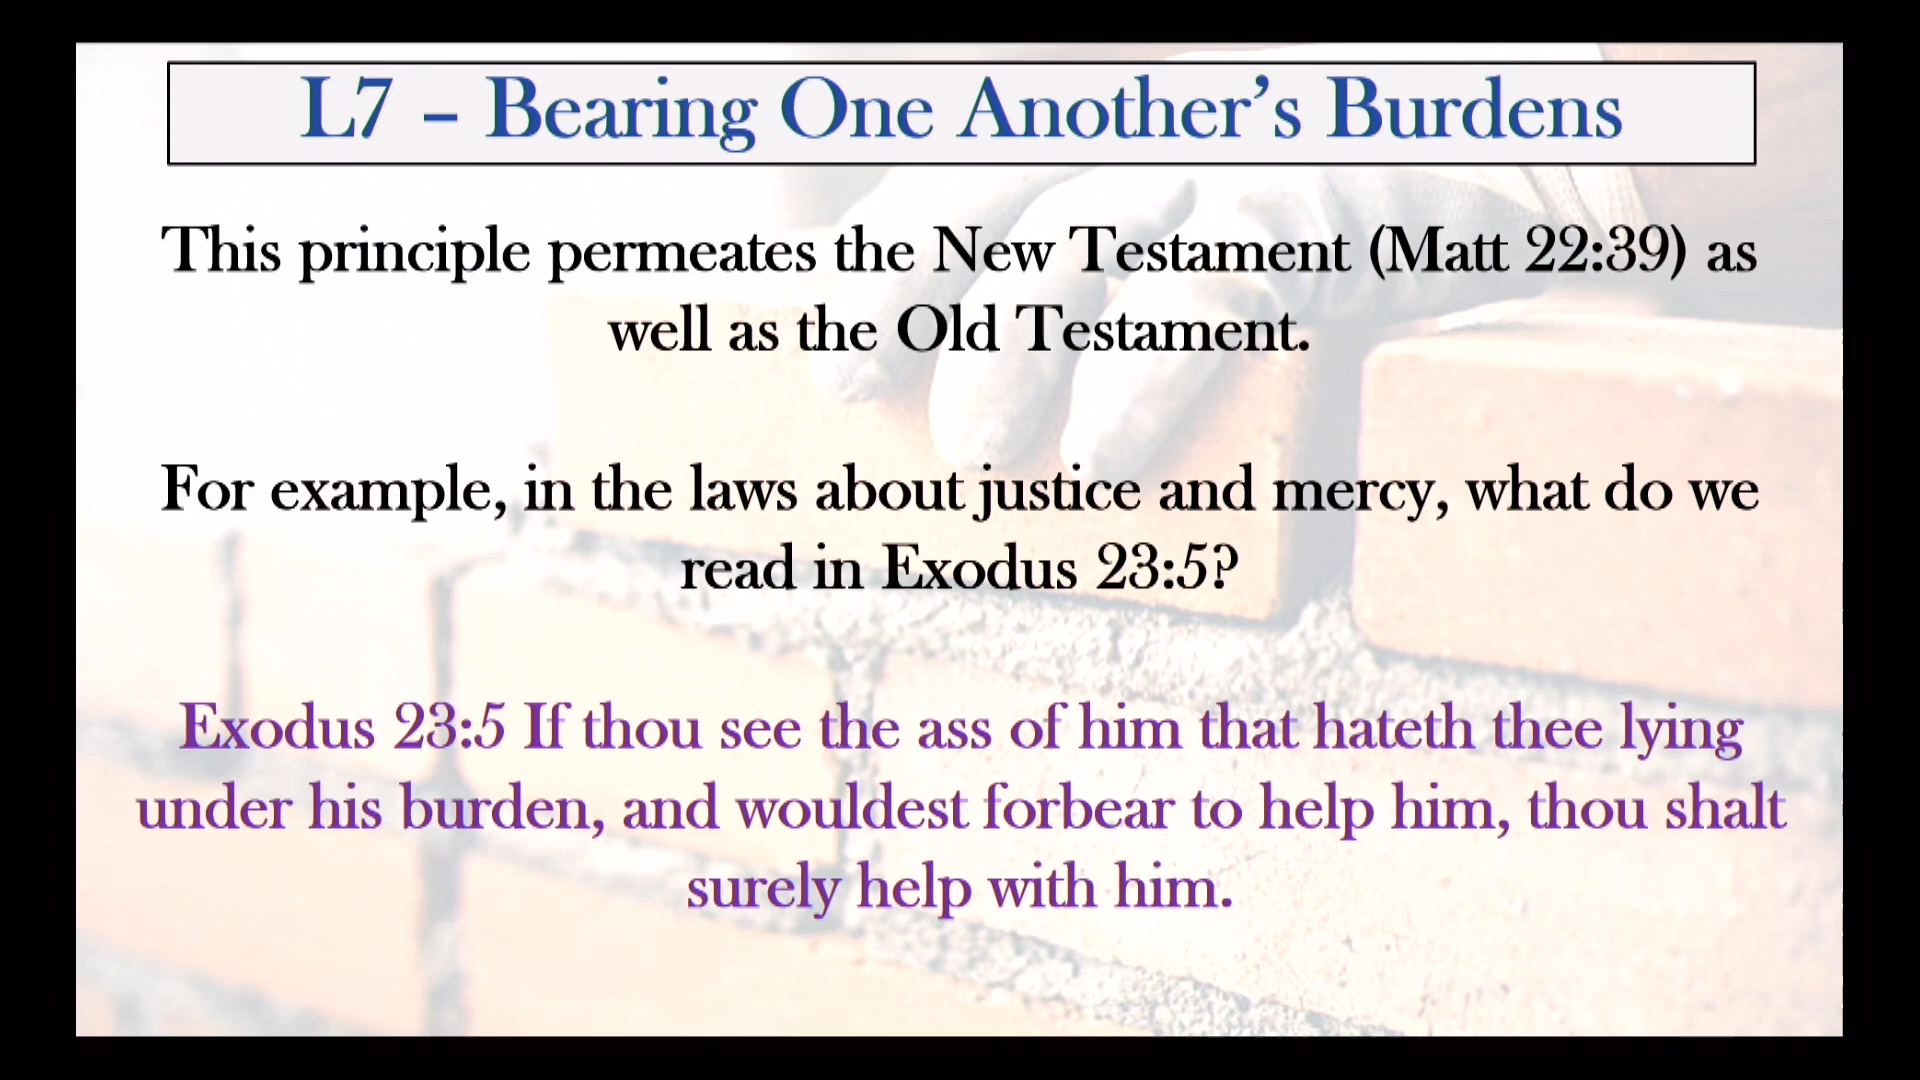 L7 – Bearing One Another’s Burdens
This principle permeates the New Testament (Matt 22:39) as
well as the Old Testament.
For example, in the laws about justice and mercy, what do we
read in Exodus 23:5?
Exodus 23:5 If thou see the ass of him that hateth thee lying
under his burden, and wouldest forbear to help him, thou shalt
surely help with him.